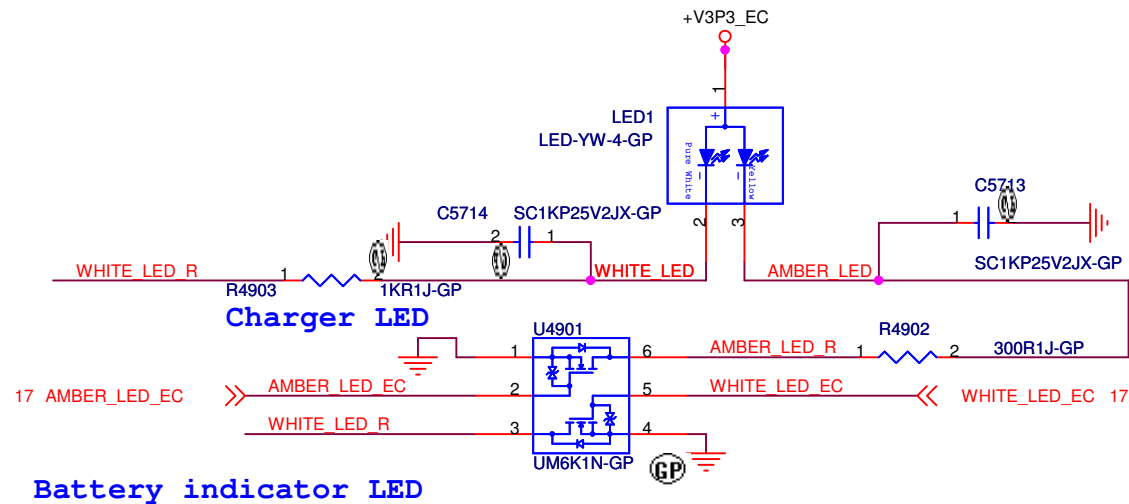 +V3P3_EC
1
LED1
LED-YW-4-GP
+
Pure White
Yellow
2
3
C5714
SC1KP25V2JX-GP
2
1
C5713
1
SC1KP25V2JX-GP
WHITE_LED_R
1
2
R4903
1KR1J-GP
WHITE_LED
AMBER_LED
Charger LED
U4901
1
6
AMBER_LED_R
1
R4902
2
300R1J-GP
17 AMBER_LED_EC
AMBER_LED_EC
2
5
WHITE_LED_EC
WHITE_LED_EC 17
WHITE_LED_R
3
4
UM6K1N-GP
GP
Battery indicator LED